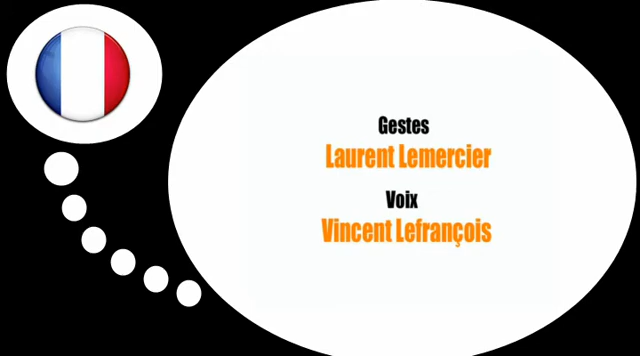 Gestes
Laurent Lemercier
Voix
Vincent Lefrançois